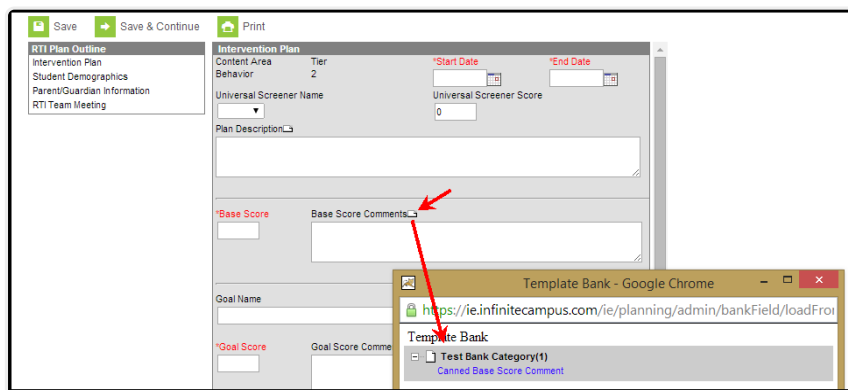 Save Save & Continue Print
RTI Plan Outline
Intervention Plan
Student Demographics
Parent/Guardian Information
RTI Team Meeting
Intervention Plan
Content Area Tier *Start Date *End Date
Behavior 2
Universal Screener Name Universal Screener Score
0
Plan Description
*Base Score Base Score Comments
Goal Name
*Goal Score Goal Score Comme
Template Bank - Google Chrome
https://ie.infinitecampus.com/ie/planning/admin/bankField/loadFror
Template Bank
Test Bank Category(1)
Canned Base Score Comment